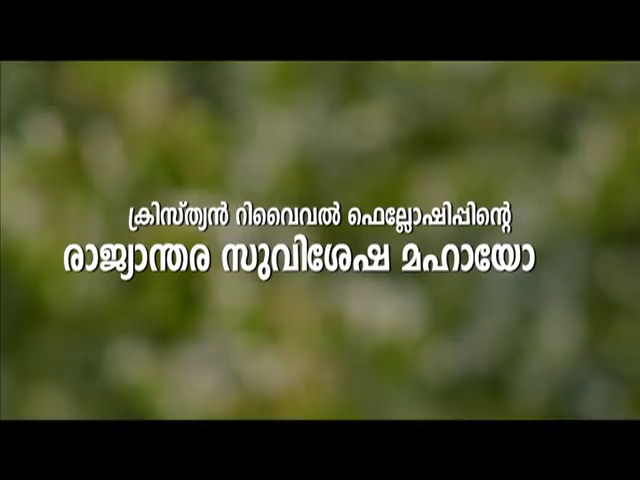 ക്രിസ്ത്യൻ റിവൈവൽ ഫെല്ലോഷിപ്പിന്റെ
രാജ്യാന്തര സുവിശേഷ മഹായോ